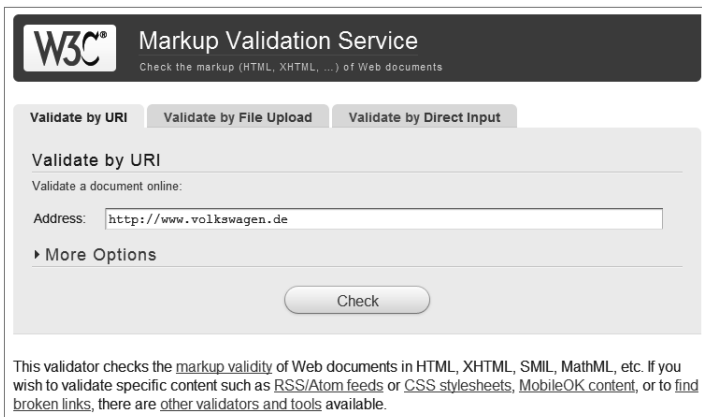 W3C® Markup Validation Service
Check the markup (HTML, XHTML, …) of Web documents
Validate by URI Validate by File Upload Validate by Direct Input
Validate by URI
Validate a document online:
Address: http://www.volkswagen.de
More Options
Check
This validator checks the markup validity of Web documents in HTML, XHTML, SMIL, MathML, etc. If you
wish to validate specific content such as RSS/Atom feeds or CSS stylesheets, MobileOK content, or to find
broken links, there are other validators and tools available.